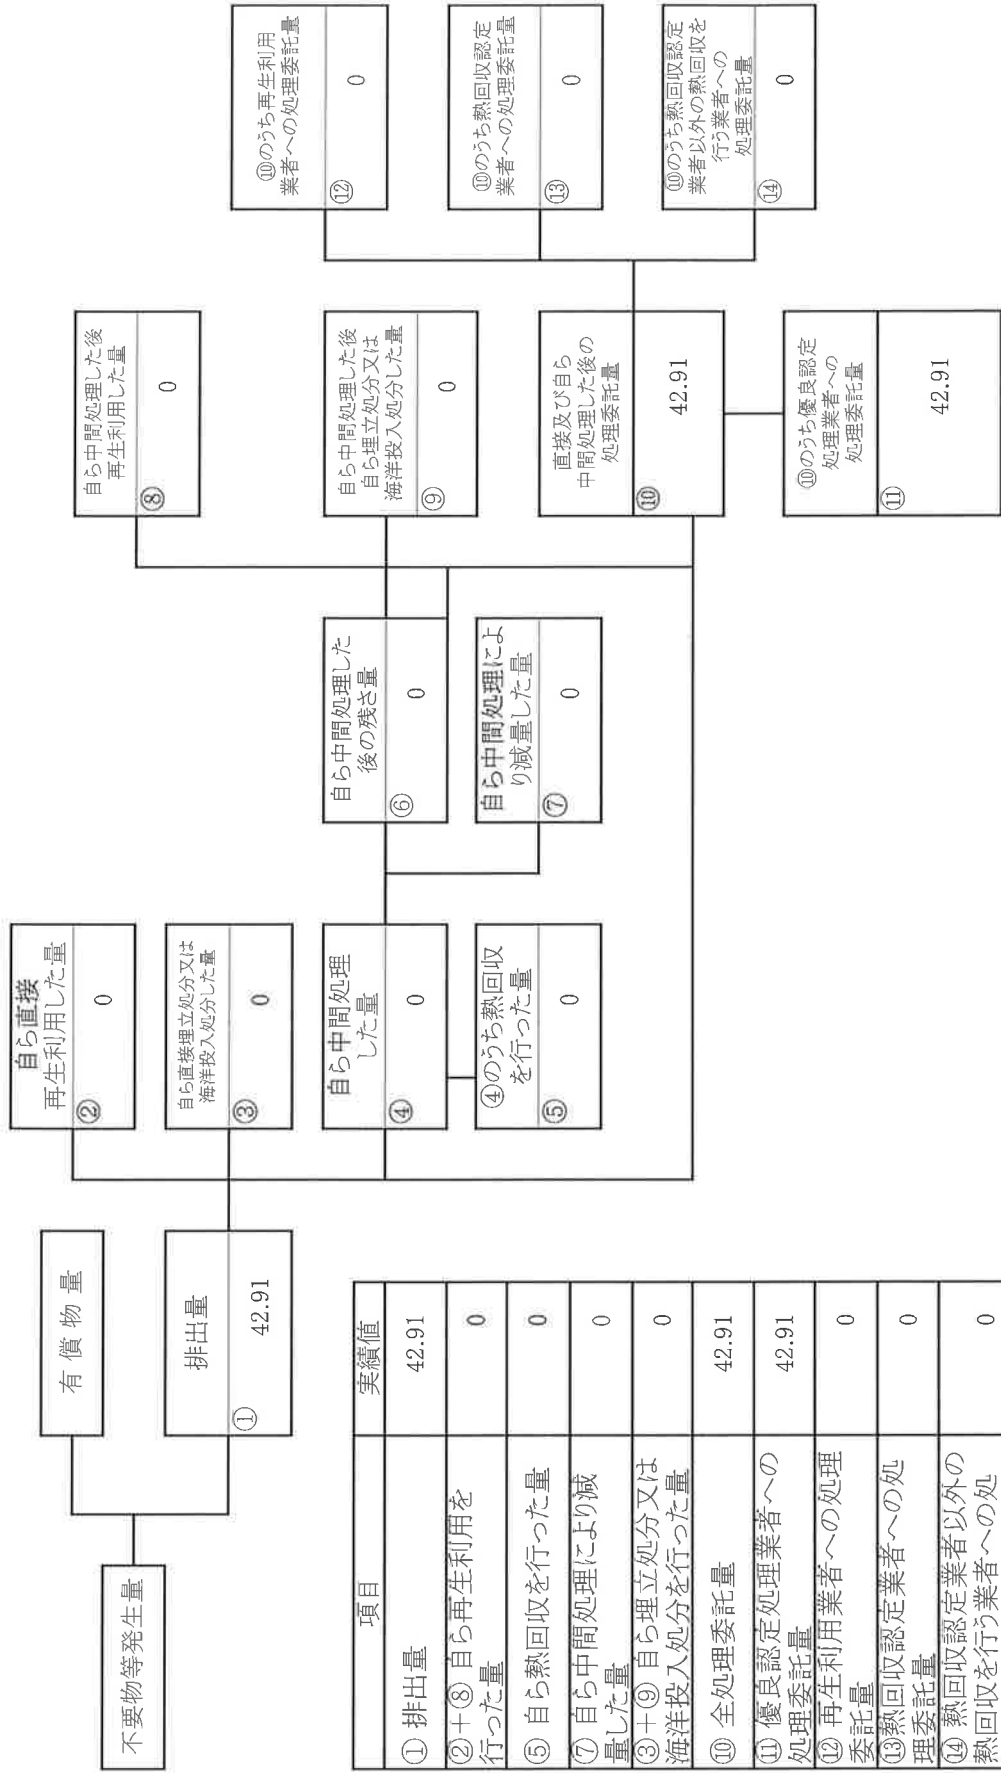 不要物等発生量
有償物量
排出量
①
42.91
自ら直接
再生利用した量
②
0
自ら直接埋立処分又は
海洋投入処分した量
③
0
自ら中間処理
した量
④
0
④のうち熱回収
を行った量
⑤
0
自ら中間処理した
後の残さ量
⑥
0
自ら中間処理によ
り減量した量
⑦
0
自ら中間処理した後
再生利用した量
⑧
0
自ら中間処理した後
自ら埋立処分又は
海洋投入処分した量
⑨
0
直接及び自ら
中間処理した後の
処理委託量
⑩
42.91
⑩のうち優良認定
処理業者への
処理委託量
⑪
42.91
⑩のうち再生利用
業者への処理委託量
⑫
0
⑩のうち熱回収認定
業者への処理委託量
⑬
0
⑩のうち熱回収認定
業者以外の熱回収を
行う業者への
処理委託量
⑭
0
項目 実績値
① 排出量 42.91
②＋⑧ 自ら再生利用を
行った量 0
⑤ 自ら熱回収を行った量 0
⑦ 自ら中間処理により減
量した量 0
③＋⑨ 自ら埋立処分又は
海洋投入処分を行った量 0
⑩ 全処理委託量 42.91
⑪ 優良認定処理業者への
処理委託量 42.91
⑫ 再生利用業者への処理
委託量 0
⑬熱回収認定業者への処
理委託量 0
⑭ 熱回収認定業者以外の
熱回収を行う業者への処 0